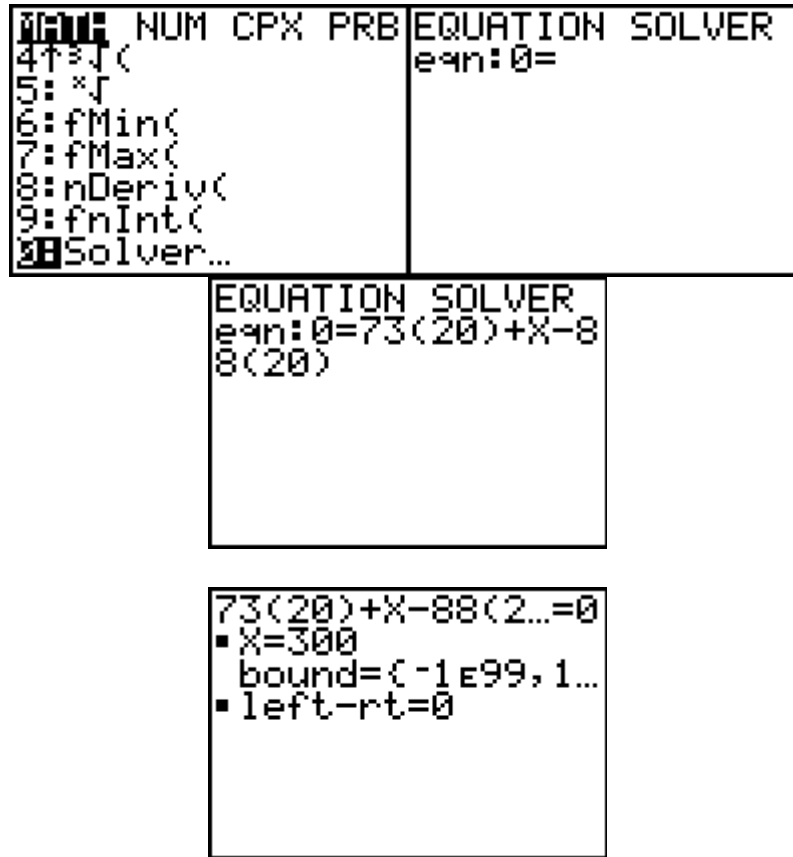 MATH NUM CPX PRB
4↑³√(
5: ˣ√
6:fMin(
7:fMax(
8:nDeriv(
9:fnInt(
0:Solver…
EQUATION SOLVER
eqn:0=
EQUATION SOLVER
eqn:0=73(20)+X-8
8(20)
73(20)+X-88(2…=0
▪X=300
bound={-1ᴇ99,1…
▪left-rt=0